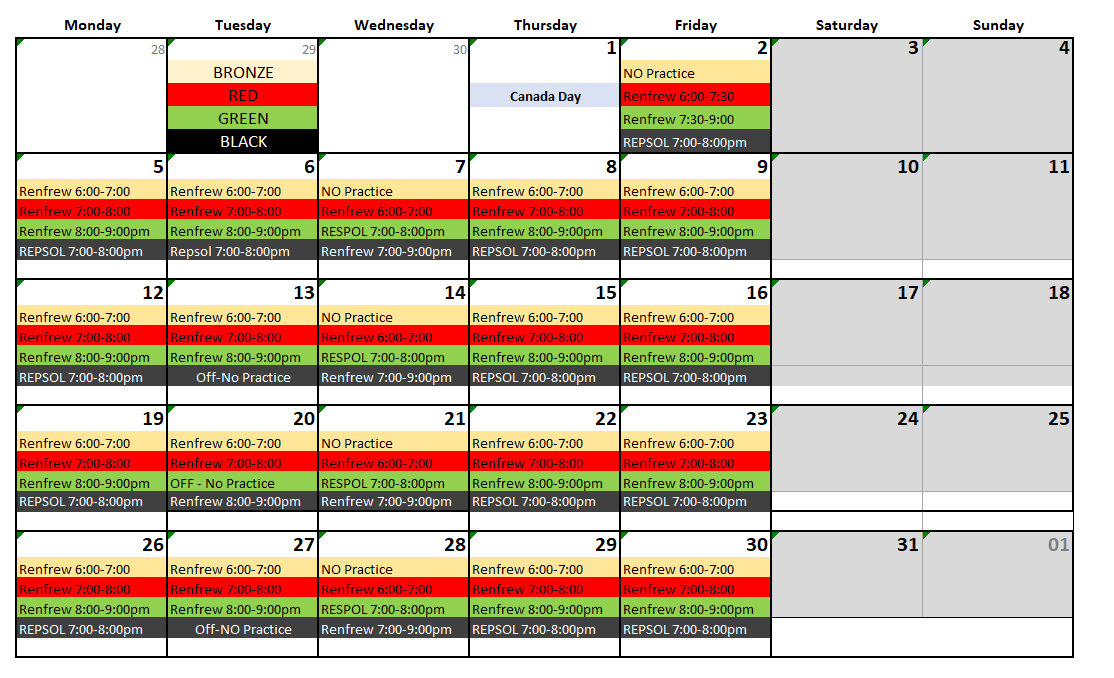 Monday Tuesday Wednesday Thursday Friday Saturday Sunday
28 29 30 1 2 3 4
BRONZE NO Practice
RED Canada Day Renfrew 6:00-7:30
GREEN Renfrew 7:30-9:00
BLACK REPSOL 7:00-8:00pm
5 6 7 8 9 10 11
Renfrew 6:00-7:00 Renfrew 6:00-7:00 NO Practice Renfrew 6:00-7:00 Renfrew 6:00-7:00
Renfrew 7:00-8:00 Renfrew 7:00-8:00 Renfrew 6:00-7:00 Renfrew 7:00-8:00 Renfrew 7:00-8:00
Renfrew 8:00-9:00pm Renfrew 8:00-9:00pm RESPOL 7:00-8:00pm Renfrew 8:00-9:00pm Renfrew 8:00-9:00pm
REPSOL 7:00-8:00pm Repsol 7:00-8:00pm Renfrew 7:00-9:00pm REPSOL 7:00-8:00pm REPSOL 7:00-8:00pm
12 13 14 15 16 17 18
Renfrew 6:00-7:00 Renfrew 6:00-7:00 NO Practice Renfrew 6:00-7:00 Renfrew 6:00-7:00
Renfrew 7:00-8:00 Renfrew 7:00-8:00 Renfrew 6:00-7:00 Renfrew 7:00-8:00 Renfrew 7:00-8:00
Renfrew 8:00-9:00pm Renfrew 8:00-9:00pm RESPOL 7:00-8:00pm Renfrew 8:00-9:00pm Renfrew 8:00-9:00pm
REPSOL 7:00-8:00pm Off-No Practice Renfrew 7:00-9:00pm REPSOL 7:00-8:00pm REPSOL 7:00-8:00pm
19 20 21 22 23 24 25
Renfrew 6:00-7:00 Renfrew 6:00-7:00 NO Practice Renfrew 6:00-7:00 Renfrew 6:00-7:00
Renfrew 7:00-8:00 Renfrew 7:00-8:00 Renfrew 6:00-7:00 Renfrew 7:00-8:00 Renfrew 7:00-8:00
Renfrew 8:00-9:00pm OFF - No Practice RESPOL 7:00-8:00pm Renfrew 8:00-9:00pm Renfrew 8:00-9:00pm
REPSOL 7:00-8:00pm Renfrew 8:00-9:00pm Renfrew 7:00-9:00pm REPSOL 7:00-8:00pm REPSOL 7:00-8:00pm
26 27 28 29 30 31 01
Renfrew 6:00-7:00 Renfrew 6:00-7:00 NO Practice Renfrew 6:00-7:00 Renfrew 6:00-7:00
Renfrew 7:00-8:00 Renfrew 7:00-8:00 Renfrew 6:00-7:00 Renfrew 7:00-8:00 Renfrew 7:00-8:00
Renfrew 8:00-9:00pm Renfrew 8:00-9:00pm RESPOL 7:00-8:00pm Renfrew 8:00-9:00pm Renfrew 8:00-9:00pm
REPSOL 7:00-8:00pm Off-NO Practice Renfrew 7:00-9:00pm REPSOL 7:00-8:00pm REPSOL 7:00-8:00pm